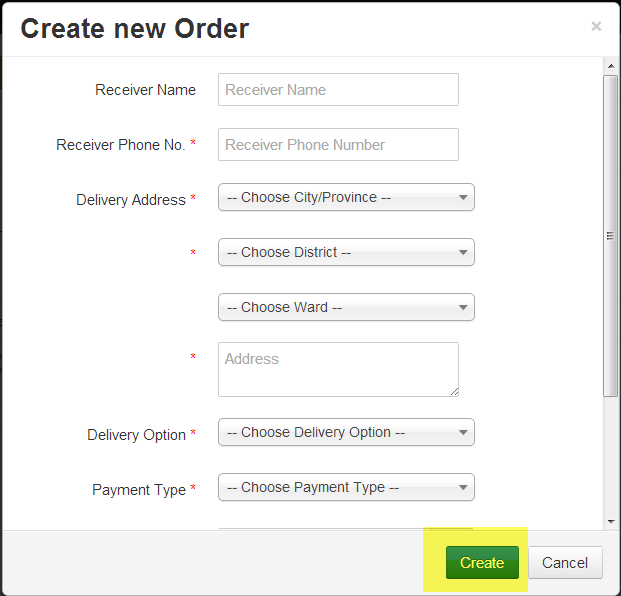 Create new Order ×
Receiver Name Receiver Name
Receiver Phone No. * Receiver Phone Number
Delivery Address * -- Choose City/Province --
* -- Choose District --
-- Choose Ward --
* Address
Delivery Option * -- Choose Delivery Option --
Payment Type * -- Choose Payment Type --
Create Cancel